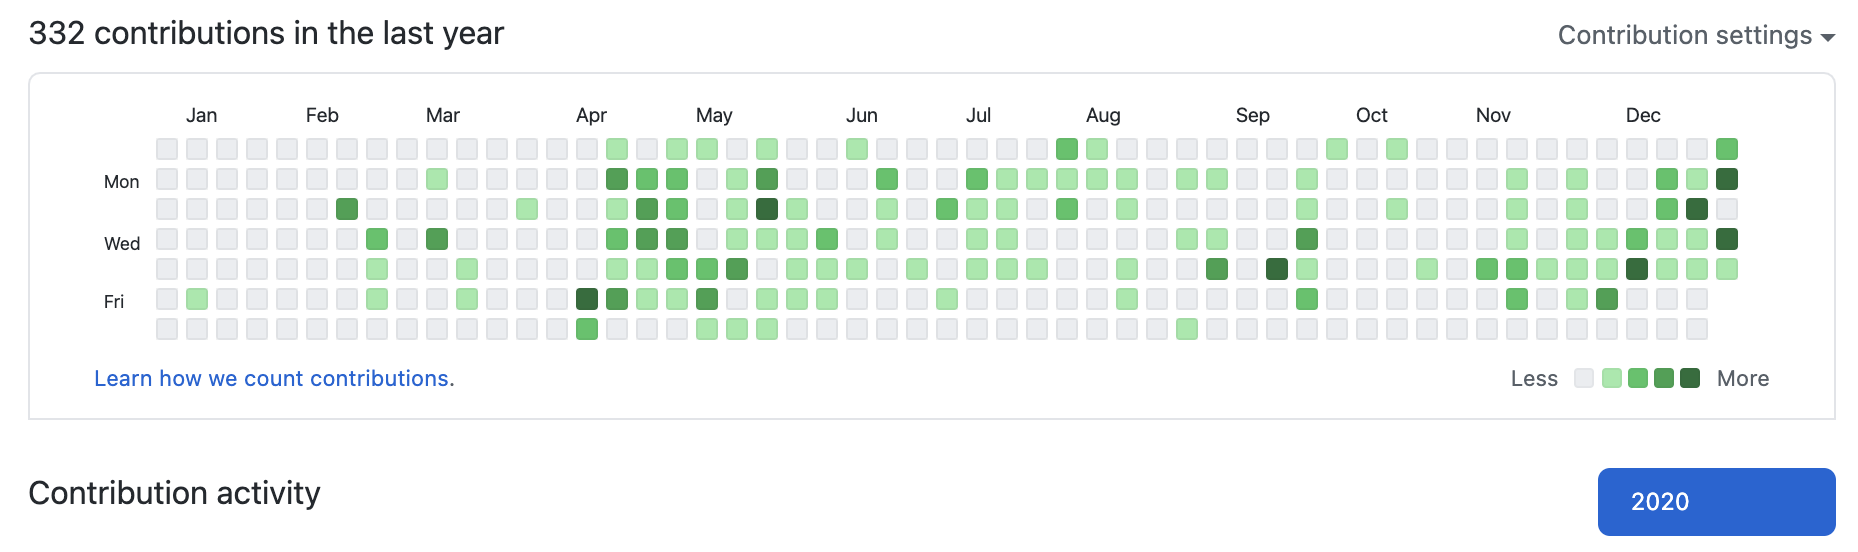 332 contributions in the last year
Contribution settings
Jan Feb Mar Apr May Jun Jul Aug Sep Oct Nov Dec
Mon
Wed
Fri
Learn how we count contributions.
Less More
Contribution activity
2020